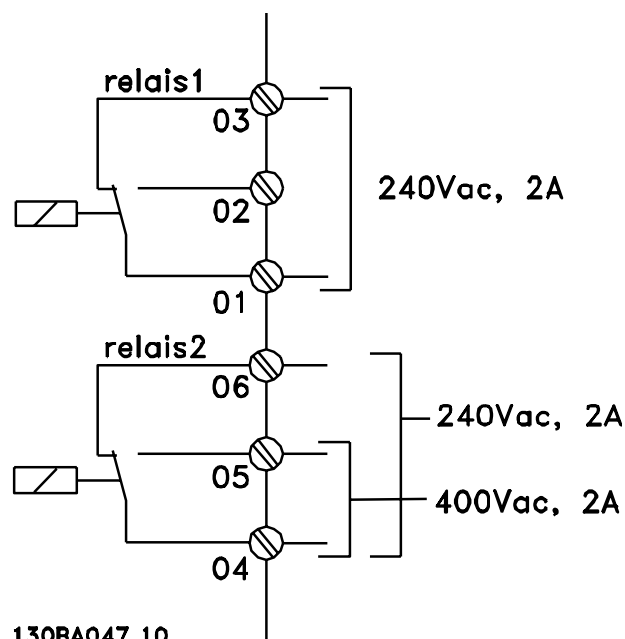 relais1
03
02
240Vac, 2A
01
relais2
06
240Vac, 2A
05
400Vac, 2A
04
130BA047.10